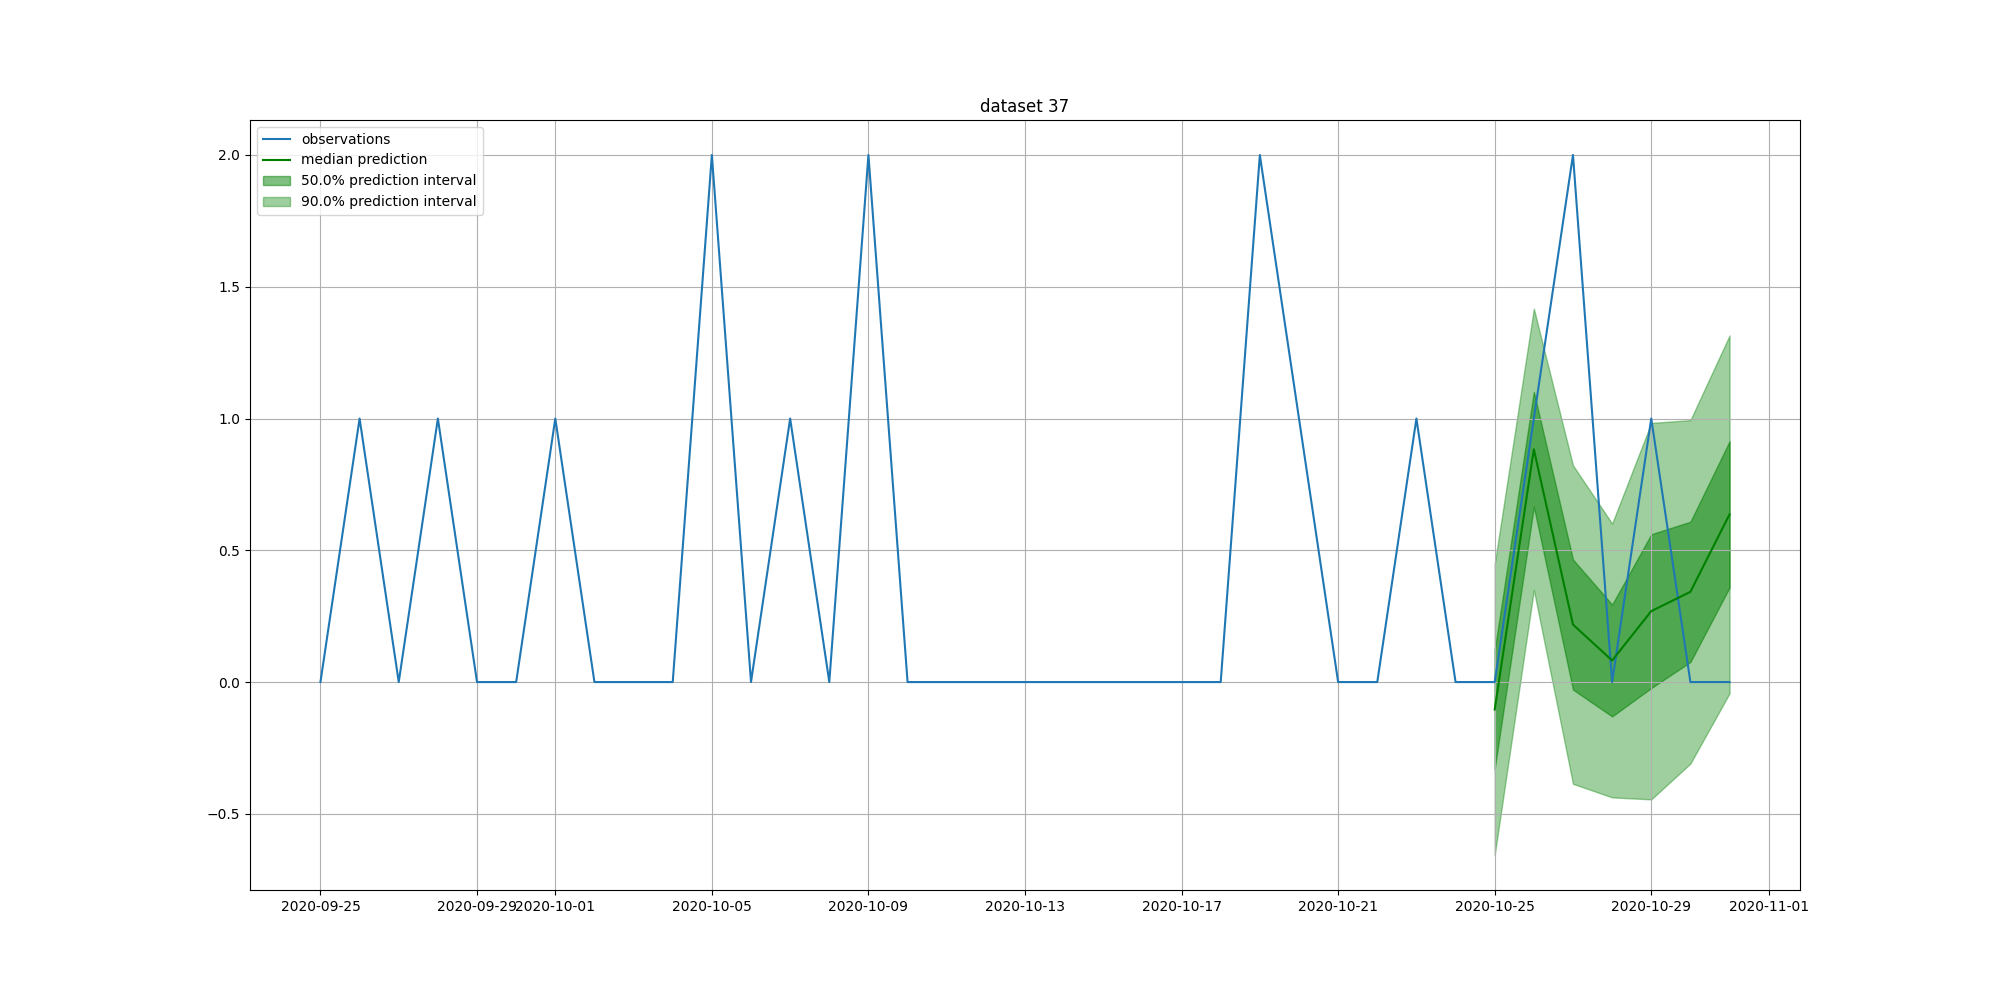 dataset 37
observations
median prediction
50.0% prediction interval
90.0% prediction interval
2.0
1.5
1.0
0.5
0.0
−0.5
2020-09-25 2020-09-29 2020-10-01 2020-10-05 2020-10-09 2020-10-13 2020-10-17 2020-10-21 2020-10-25 2020-10-29 2020-11-01